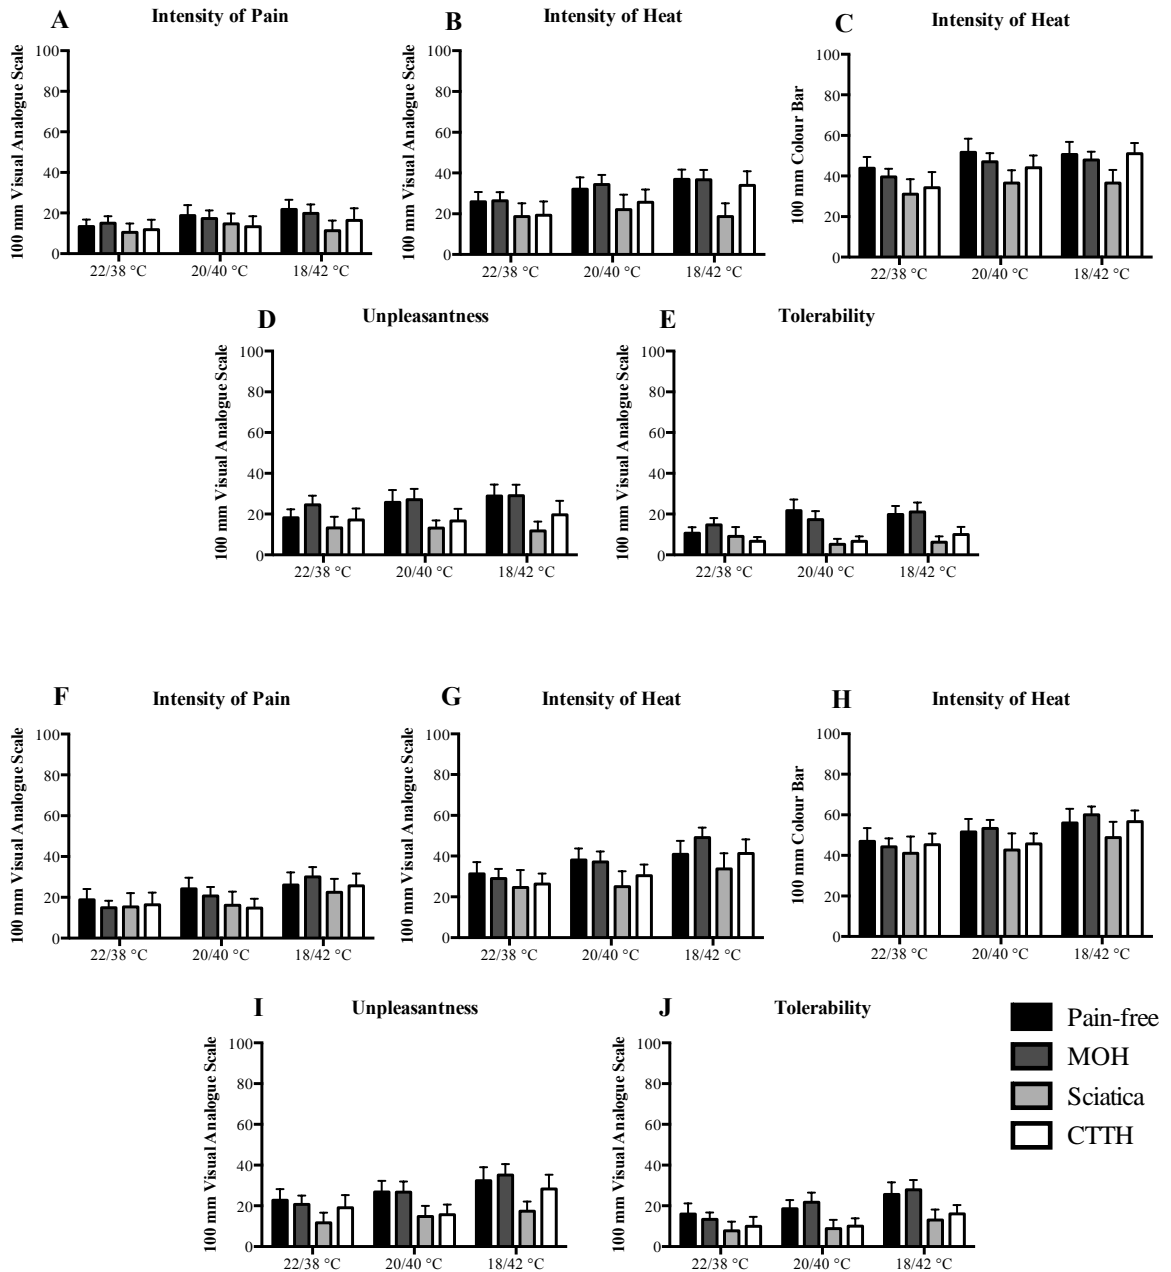 A
Intensity of Pain
100 mm Visual Analogue Scale
100
80
60
40
20
0
22/38 °C
20/40 °C
18/42 °C
B
Intensity of Heat
100 mm Visual Analogue Scale
100
80
60
40
20
0
22/38 °C
20/40 °C
18/42 °C
C
Intensity of Heat
100 mm Colour Bar
100
80
60
40
20
0
22/38 °C
20/40 °C
18/42 °C
D
Unpleasantness
100 mm Visual Analogue Scale
100
80
60
40
20
0
22/38 °C
20/40 °C
18/42 °C
E
Tolerability
100 mm Visual Analogue Scale
100
80
60
40
20
0
22/38 °C
20/40 °C
18/42 °C
F
Intensity of Pain
100 mm Visual Analogue Scale
100
80
60
40
20
0
22/38 °C
20/40 °C
18/42 °C
G
Intensity of Heat
100 mm Visual Analogue Scale
100
80
60
40
20
0
22/38 °C
20/40 °C
18/42 °C
H
Intensity of Heat
100 mm Colour Bar
100
80
60
40
20
0
22/38 °C
20/40 °C
18/42 °C
I
Unpleasantness
100 mm Visual Analogue Scale
100
80
60
40
20
0
22/38 °C
20/40 °C
18/42 °C
J
Tolerability
100 mm Visual Analogue Scale
100
80
60
40
20
0
22/38 °C
20/40 °C
18/42 °C
Pain-free
MOH
Sciatica
CTTH